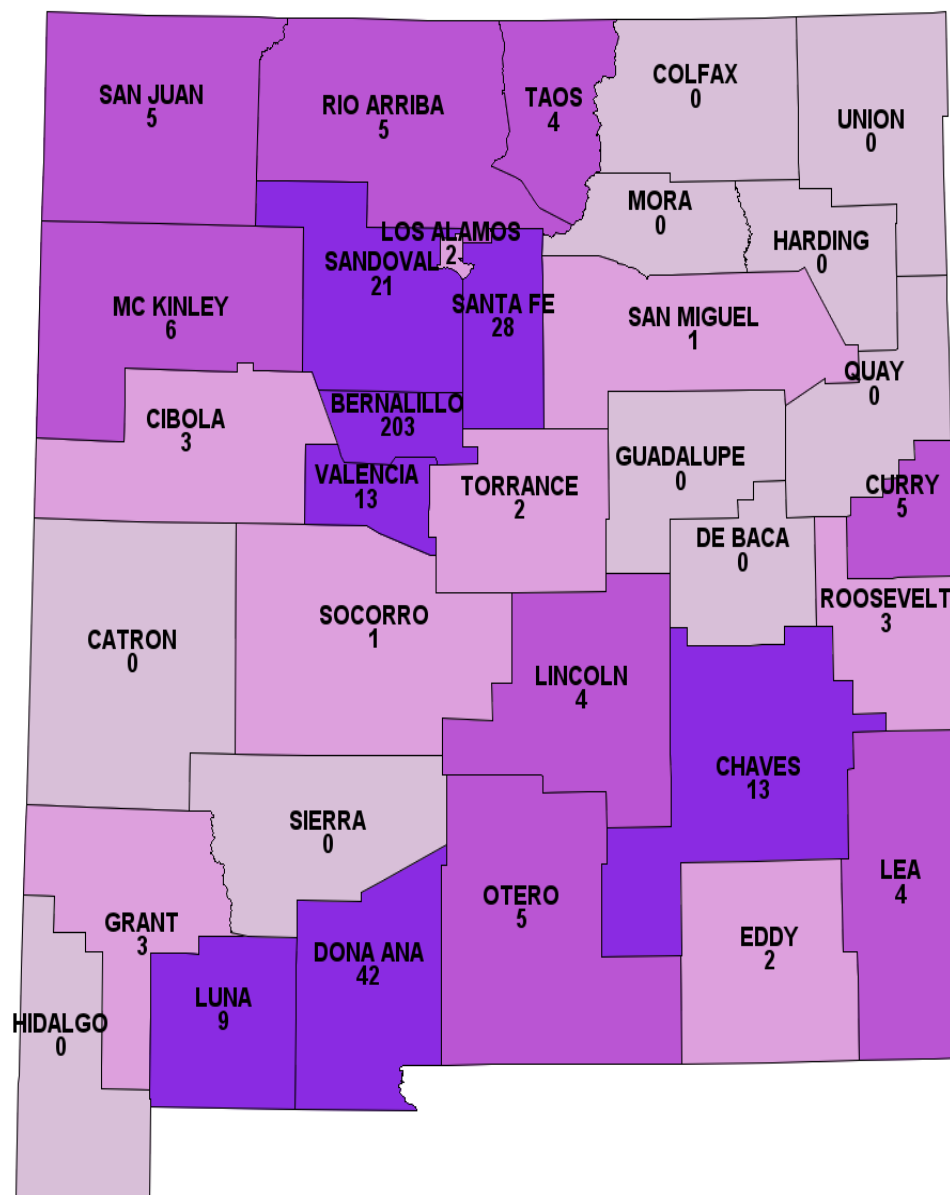 SAN JUAN
5
RIO ARRIBA
5
TAOS
4
COLFAX
0
UNION
0
MORA
0
HARDING
0
LOS ALAMOS
2
SANDOVAL
21
SANTA FE
28
MC KINLEY
6
SAN MIGUEL
1
QUAY
0
CIBOLA
3
BERNALILLO
203
VALENCIA
13
TORRANCE
2
GUADALUPE
0
CURRY
5
DE BACA
0
ROOSEVELT
3
CATRON
0
SOCORRO
1
LINCOLN
4
CHAVES
13
SIERRA
0
LEA
4
OTERO
5
GRANT
3
EDDY
2
DONA ANA
42
LUNA
9
HIDALGO
0